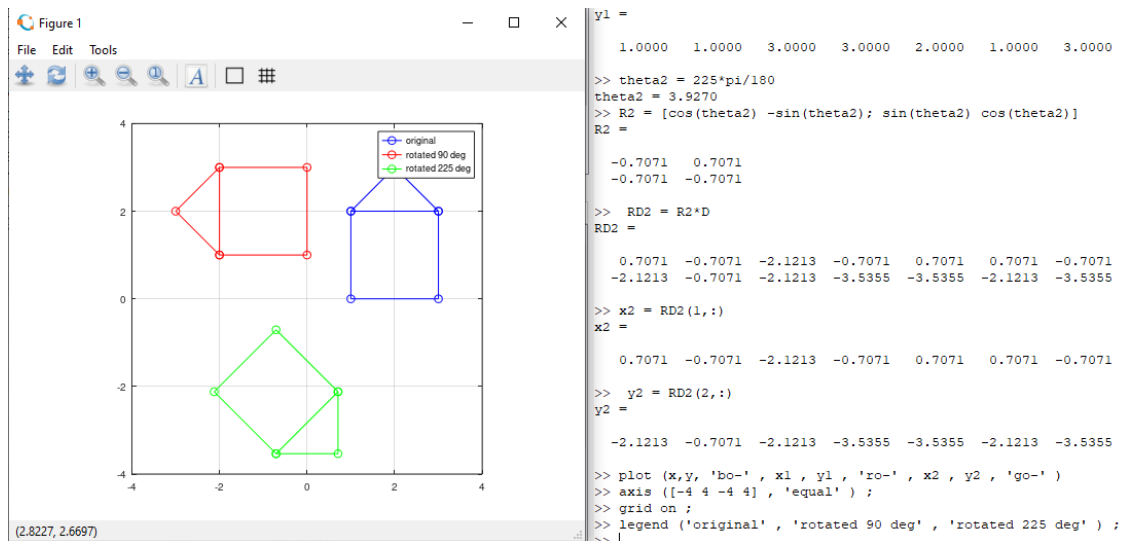 Figure 1
File Edit Tools
A
4
2
0
-2
-4
-4 -2 0 2 4
original
rotated 90 deg
rotated 225 deg
(2.8227, 2.6697)
y1 =
1.0000 1.0000 3.0000 3.0000 2.0000 1.0000 3.0000
>> theta2 = 225*pi/180
theta2 = 3.9270
>> R2 = [cos(theta2) -sin(theta2); sin(theta2) cos(theta2)]
R2 =
-0.7071 0.7071
-0.7071 -0.7071
>> RD2 = R2*D
RD2 =
0.7071 -0.7071 -2.1213 -0.7071 0.7071 0.7071 -0.7071
-2.1213 -0.7071 -2.1213 -3.5355 -3.5355 -2.1213 -3.5355
>> x2 = RD2(1,:)
x2 =
0.7071 -0.7071 -2.1213 -0.7071 0.7071 0.7071 -0.7071
>> y2 = RD2(2,:)
y2 =
-2.1213 -0.7071 -2.1213 -3.5355 -3.5355 -2.1213 -3.5355
>> plot (x,y, 'bo-' , x1 , y1 , 'ro-' , x2 , y2 , 'go-' )
>> axis ([-4 4 -4 4] , 'equal' ) ;
>> grid on ;
>> legend ('original' , 'rotated 90 deg' , 'rotated 225 deg' ) ;
>>